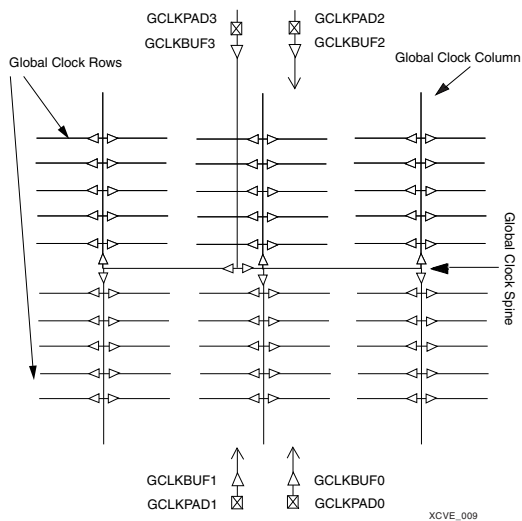 GCLKPAD3
GCLKPAD2
GCLKBUF3
GCLKBUF2
Global Clock Rows
Global Clock Column
Global Clock Spine
GCLKBUF1
GCLKBUF0
GCLKPAD1
GCLKPAD0
XCVE_009